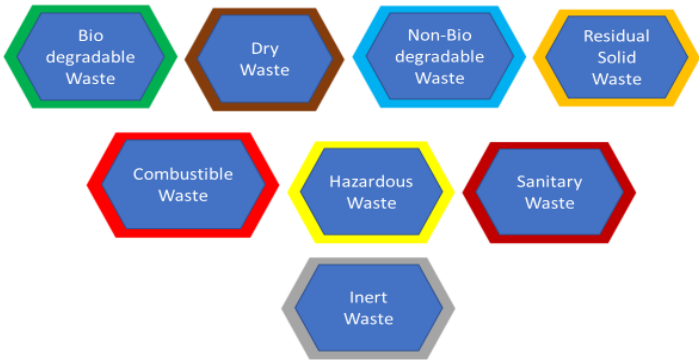 Bio
degradable
Waste
Dry
Waste
Non-Bio
degradable
Waste
Residual
Solid
Waste
Combustible
Waste
Hazardous
Waste
Sanitary
Waste
Inert
Waste